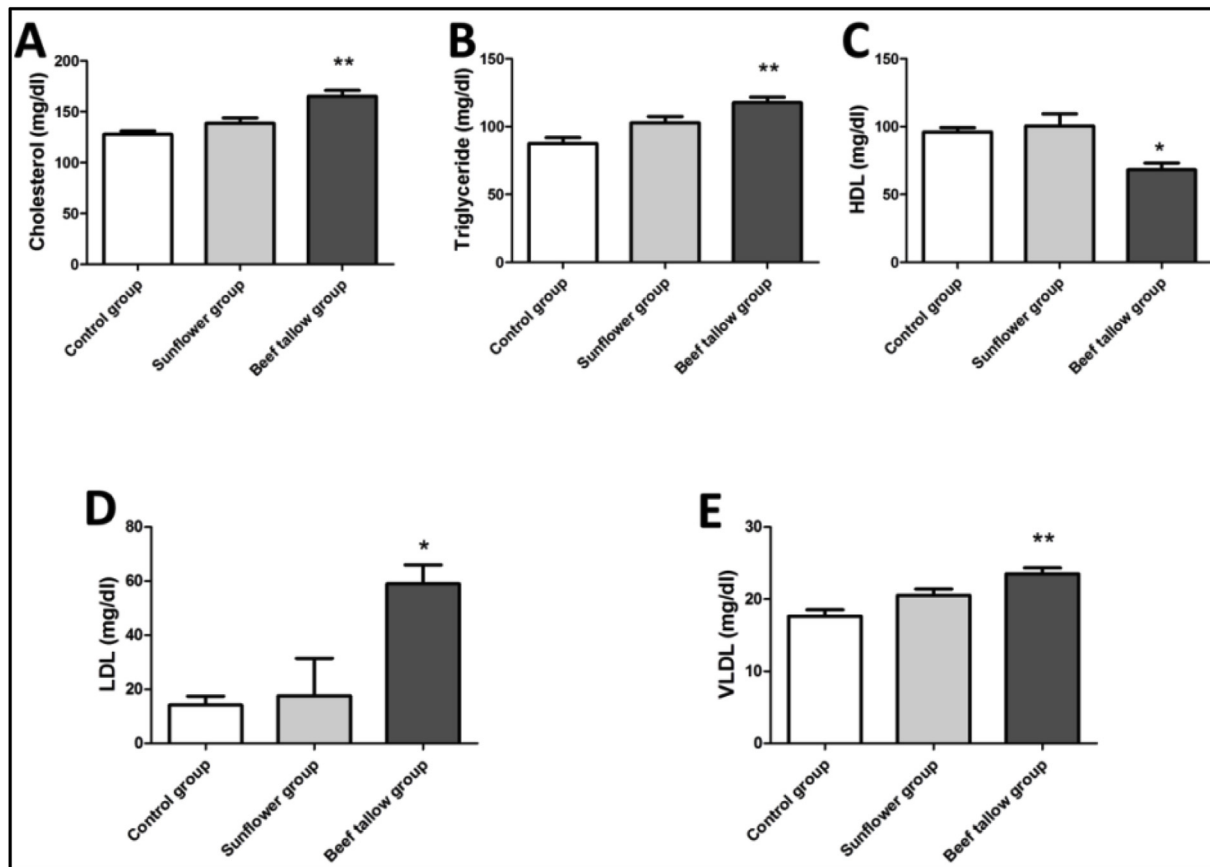 A
Cholesterol (mg/dl)
200
150
100
50
0
**
Control group
Sunflower group
Beef tallow group
B
Triglyceride (mg/dl)
150
100
50
0
**
Control group
Sunflower group
Beef tallow group
C
HDL (mg/dl)
150
100
50
0
*
Control group
Sunflower group
Beef tallow group
D
LDL (mg/dl)
80
60
40
20
0
*
Control group
Sunflower group
Beef tallow group
E
VLDL (mg/dl)
30
20
10
0
**
Control group
Sunflower group
Beef tallow group